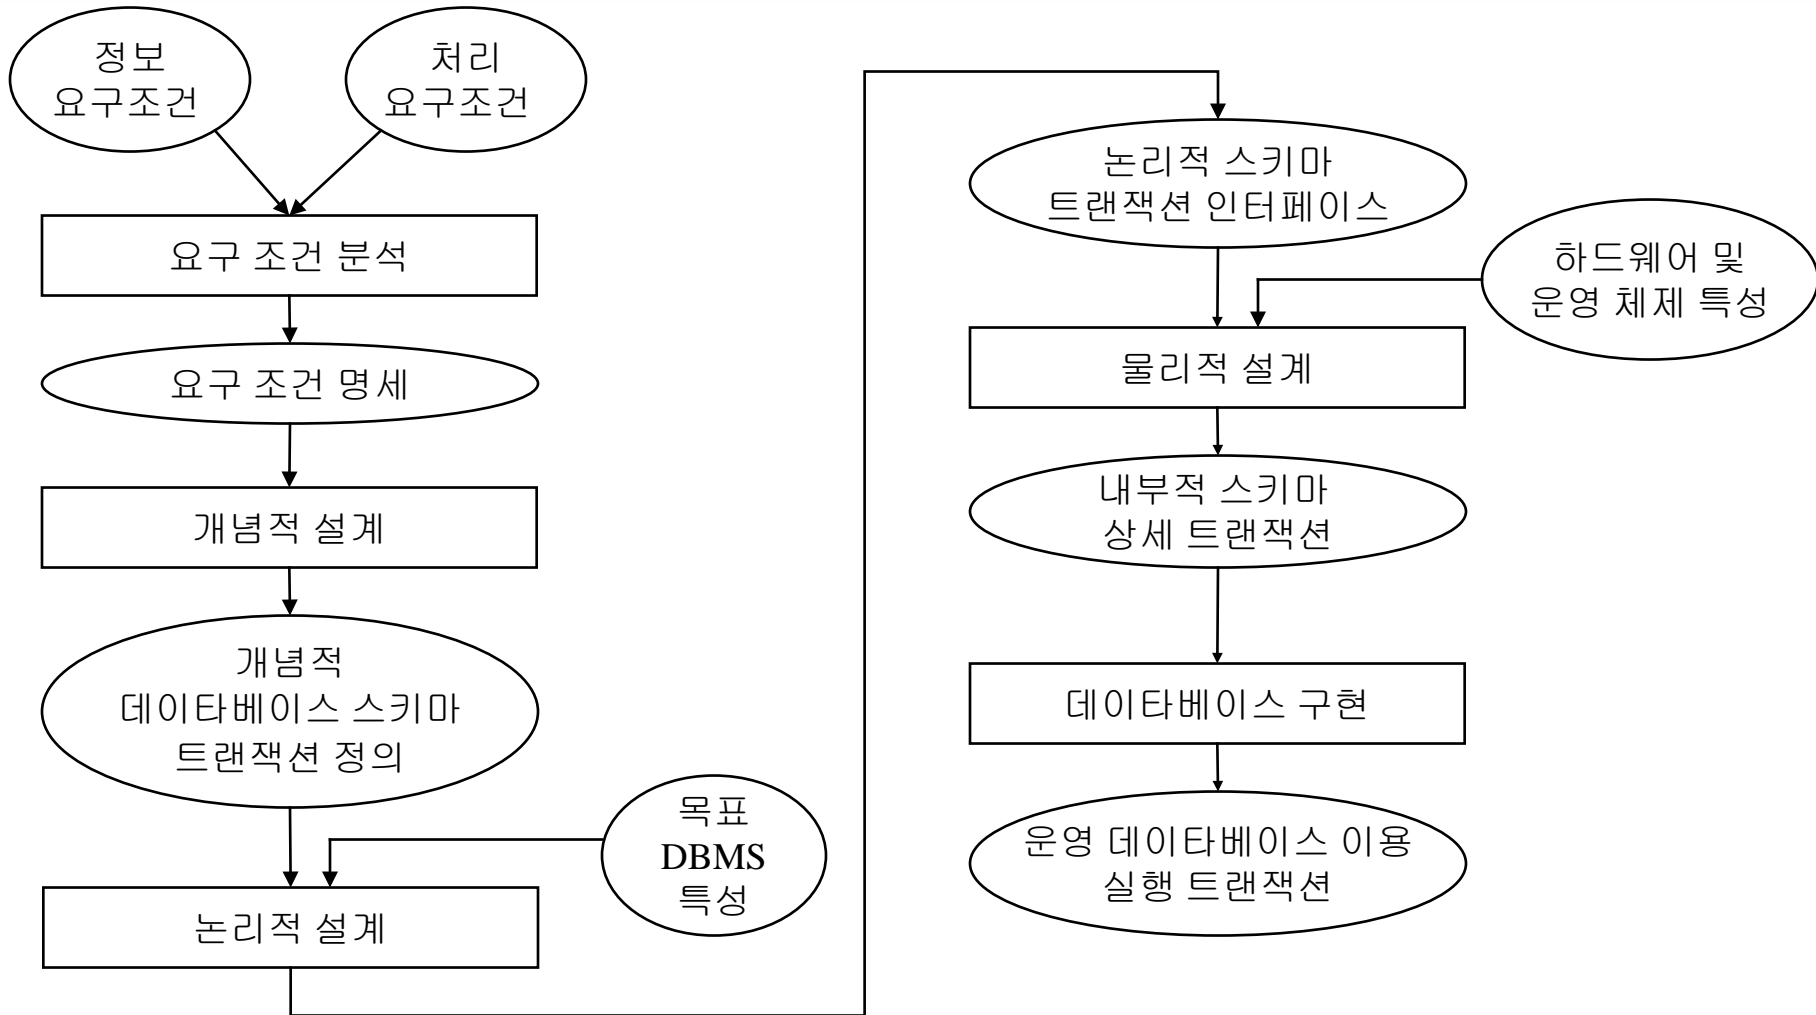 정보
요구조건
처리
요구조건
요구 조건 분석
요구 조건 명세
개념적 설계
개념적
데이타베이스 스키마
트랜잭션 정의
목표
DBMS
특성
논리적 설계
논리적 스키마
트랜잭션 인터페이스
하드웨어 및
운영 체제 특성
물리적 설계
내부적 스키마
상세 트랜잭션
데이타베이스 구현
운영 데이타베이스 이용
실행 트랜잭션